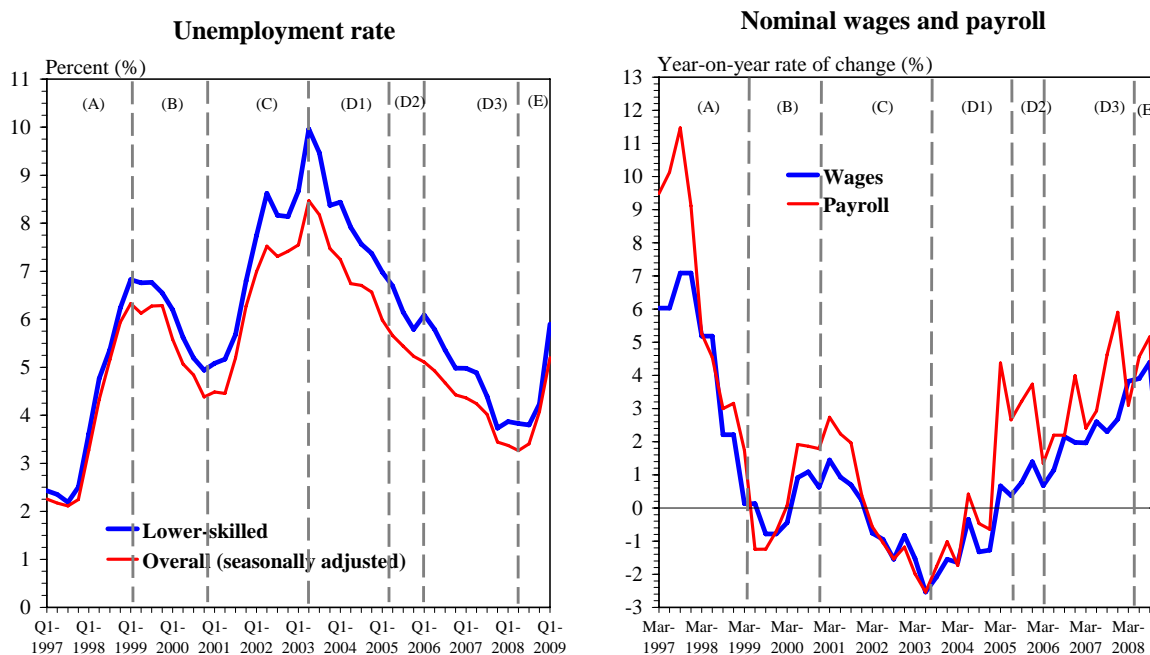 Unemployment rate
Percent (%)
11
10
9
8
7
6
5
4
3
2
1
0
(A)
(B)
(C)
(D1)
(D2)
(D3)
(E)
Lower-skilled
Overall (seasonally adjusted)
Q1- Q1- Q1- Q1- Q1- Q1- Q1- Q1- Q1- Q1- Q1- Q1- Q1-
1997 1998 1999 2000 2001 2002 2003 2004 2005 2006 2007 2008 2009
Nominal wages and payroll
Year-on-year rate of change (%)
13
12
11
10
9
8
7
6
5
4
3
2
1
0
-1
-2
-3
(A)
(B)
(C)
(D1)
(D2)
(D3)
(E
Wages
Payroll
Mar- Mar- Mar- Mar- Mar- Mar- Mar- Mar- Mar- Mar- Mar- Mar-
1997 1998 1999 2000 2001 2002 2003 2004 2005 2006 2007 2008